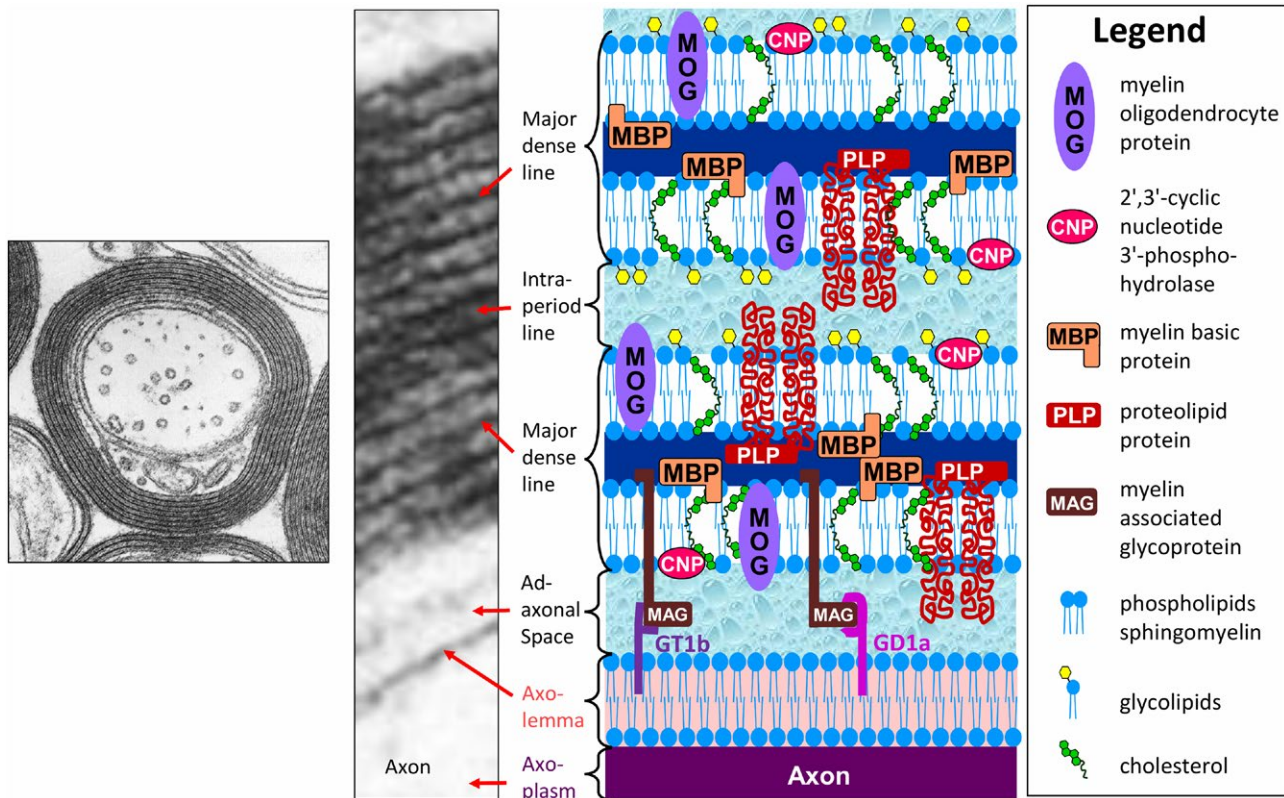 Major
dense
line
Intra-
period
line
Major
dense
line
Ad-
axonal
Space
Axo-
lemma
Axo-
plasm
Axon
MOG
CNP
MBP
PLP
MBP
MOG
MBP
CNP
MOG
CNP
PLP
MBP
MBP
MBP
PLP
MOG
CNP
MAG
MAG
GT1b
GD1a
Axon
Legend
MOG
myelin
oligodendrocyte
protein
CNP
2',3'-cyclic
nucleotide
3'-phospho-
hydrolase
MBP
myelin basic
protein
PLP
proteolipid
protein
MAG
myelin
associated
glycoprotein
phospholipids
sphingomyelin
glycolipids
cholesterol